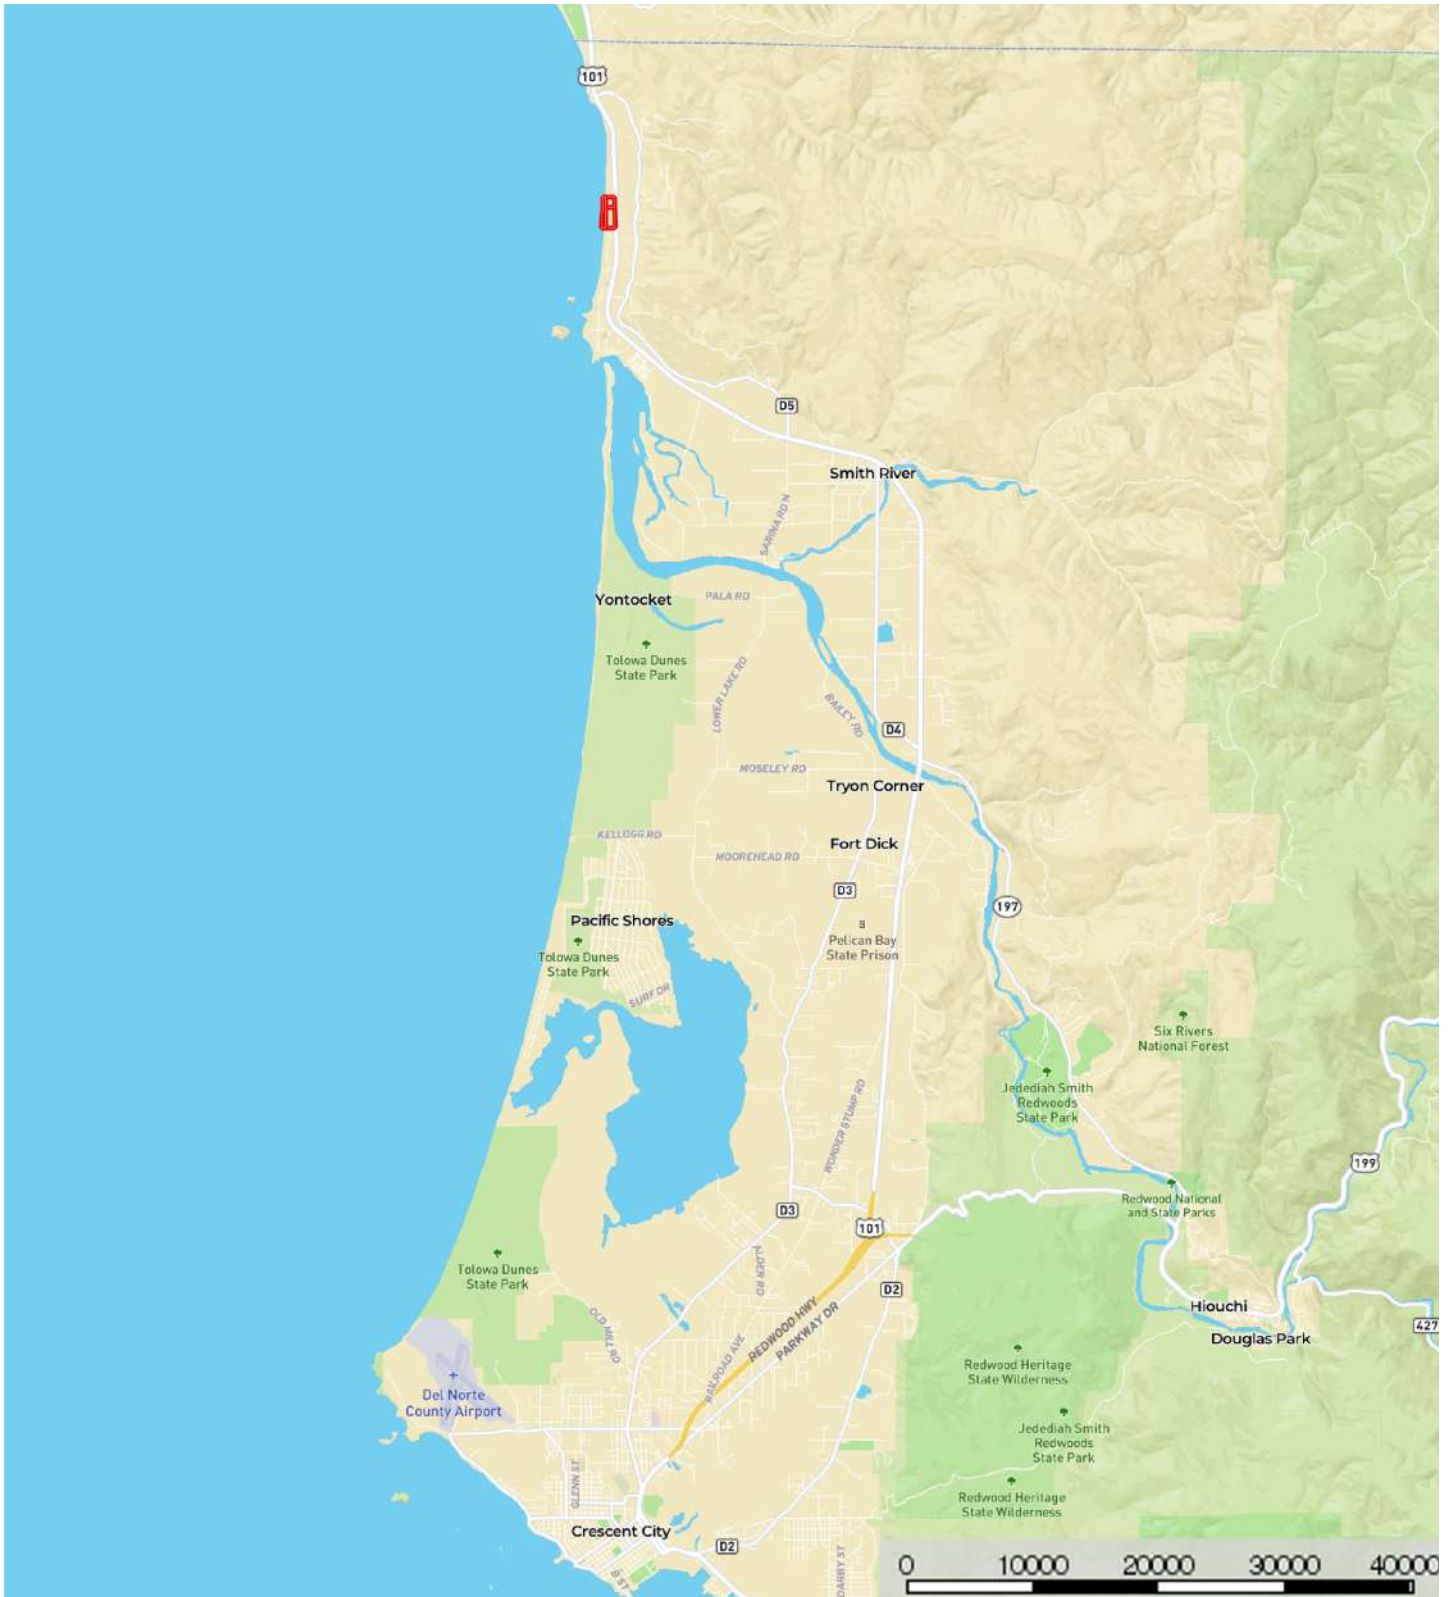 101
D5
Smith River
SARINA RD N
Yontocket
PALA RD
Tolowa Dunes
State Park
LOWER LAKE RD
BAILEY RD
D4
MOSELEY RD
Tryon Corner
KELLOGG RD
Fort Dick
MOOREHEAD RD
D3
197
Pacific Shores
Pelican Bay
State Prison
Tolowa Dunes
State Park
SURF DR
Six Rivers
National Forest
Jedediah Smith
Redwoods
State Park
WONDER STUMP RD
199
Redwood National
and State Parks
D3
101
Tolowa Dunes
State Park
ALDER RD
D2
Hiouchi
OLD MILL RD
REDWOOD HWY
PARKWAY DR
427
Douglas Park
RAILROAD AVE
Redwood Heritage
State Wilderness
Del Norte
County Airport
Jedediah Smith
Redwoods
State Park
GLENN ST
Redwood Heritage
State Wilderness
Crescent City
D2
DARBY ST
B ST
0 10000 20000 30000 40000